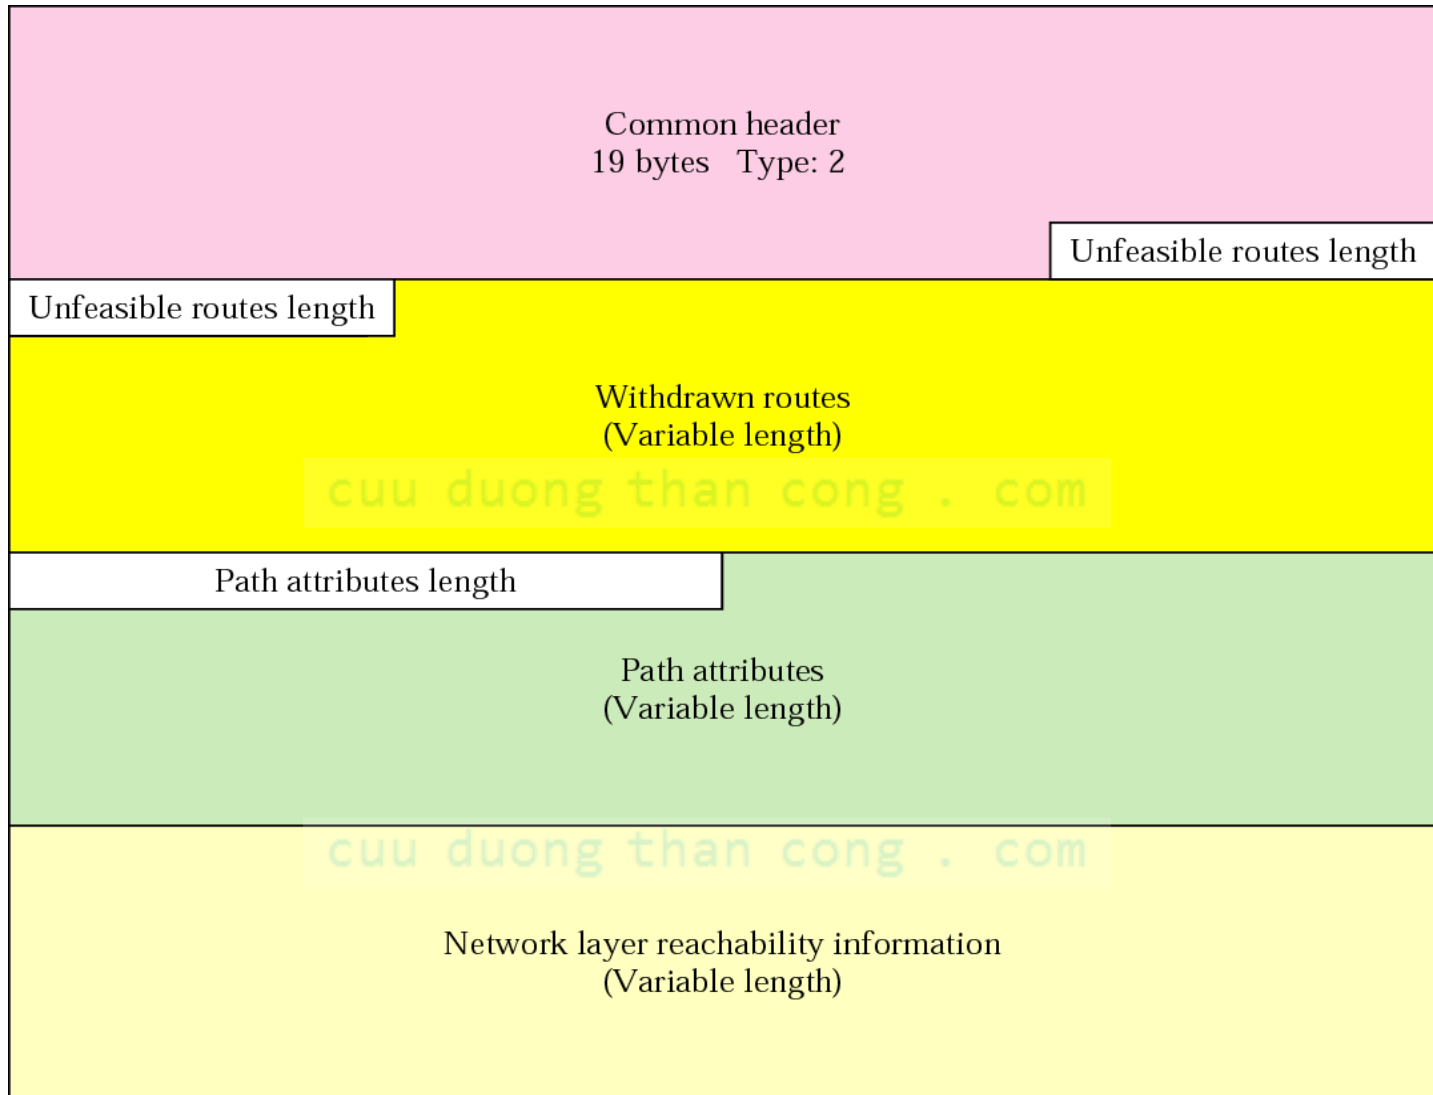 Common header
19 bytes Type: 2
Unfeasible routes length
Unfeasible routes length
Withdrawn routes
(Variable length)
cuu duong than cong . com
Path attributes length
Path attributes
(Variable length)
cuu duong than cong . com
Network layer reachability information
(Variable length)